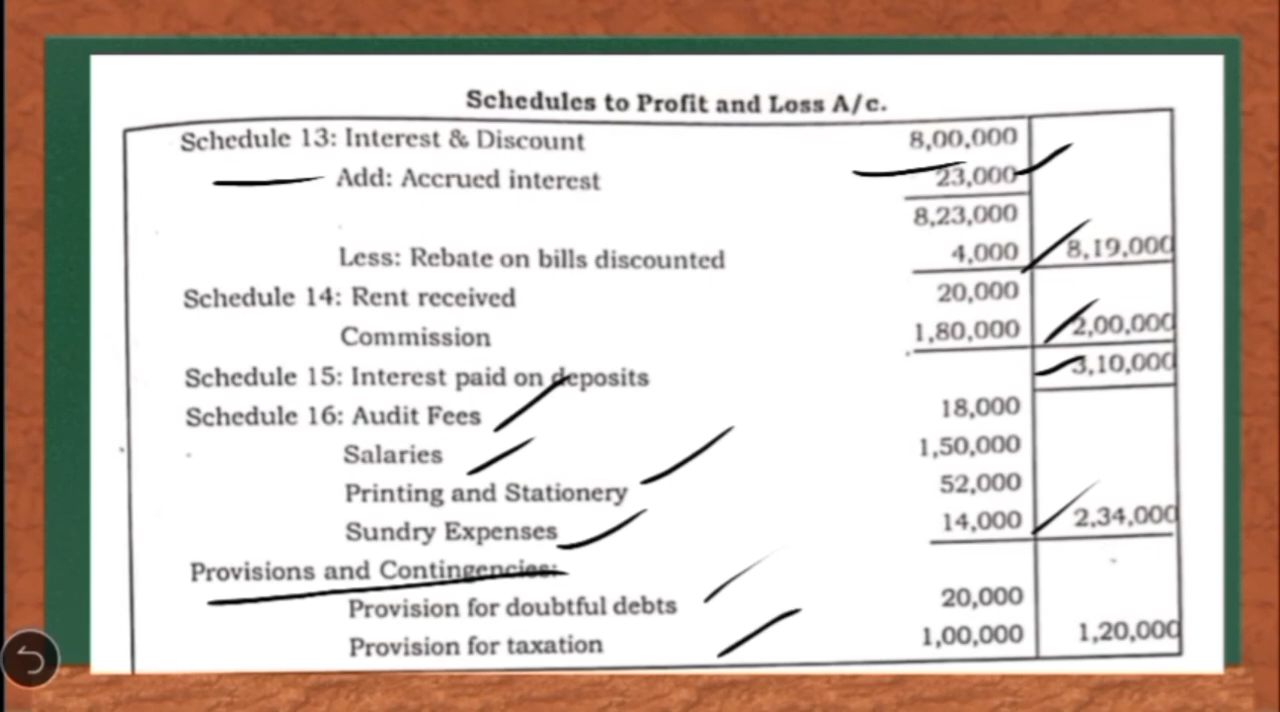 Schedules to Profit and Loss A/c.
Schedule 13: Interest & Discount 8,00,000
Add: Accrued interest 23,000
8,23,000
Less: Rebate on bills discounted 4,000 8,19,000
Schedule 14: Rent received 20,000
Commission 1,80,000 2,00,000
Schedule 15: Interest paid on deposits 3,10,000
Schedule 16: Audit Fees 18,000
Salaries 1,50,000
Printing and Stationery 52,000
Sundry Expenses 14,000 2,34,000
Provisions and Contingencies:
Provision for doubtful debts 20,000
Provision for taxation 1,00,000 1,20,000